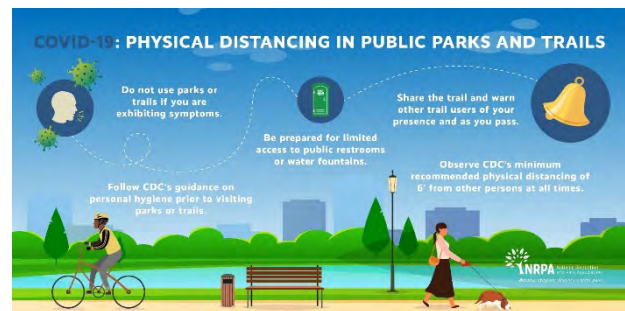 COVID-19: PHYSICAL DISTANCING IN PUBLIC PARKS AND TRAILS
Do not use parks or
trails if you are
exhibiting symptoms.
Follow CDC's guidance on
personal hygiene prior to visiting
parks or trails.
Be prepared for limited
access to public restrooms
or water fountains.
Share the trail and warn
other trail users of your
presence and as you pass.
Observe CDC's minimum
recommended physical distancing of
6' from other persons at all times.
NRPA National Recreation